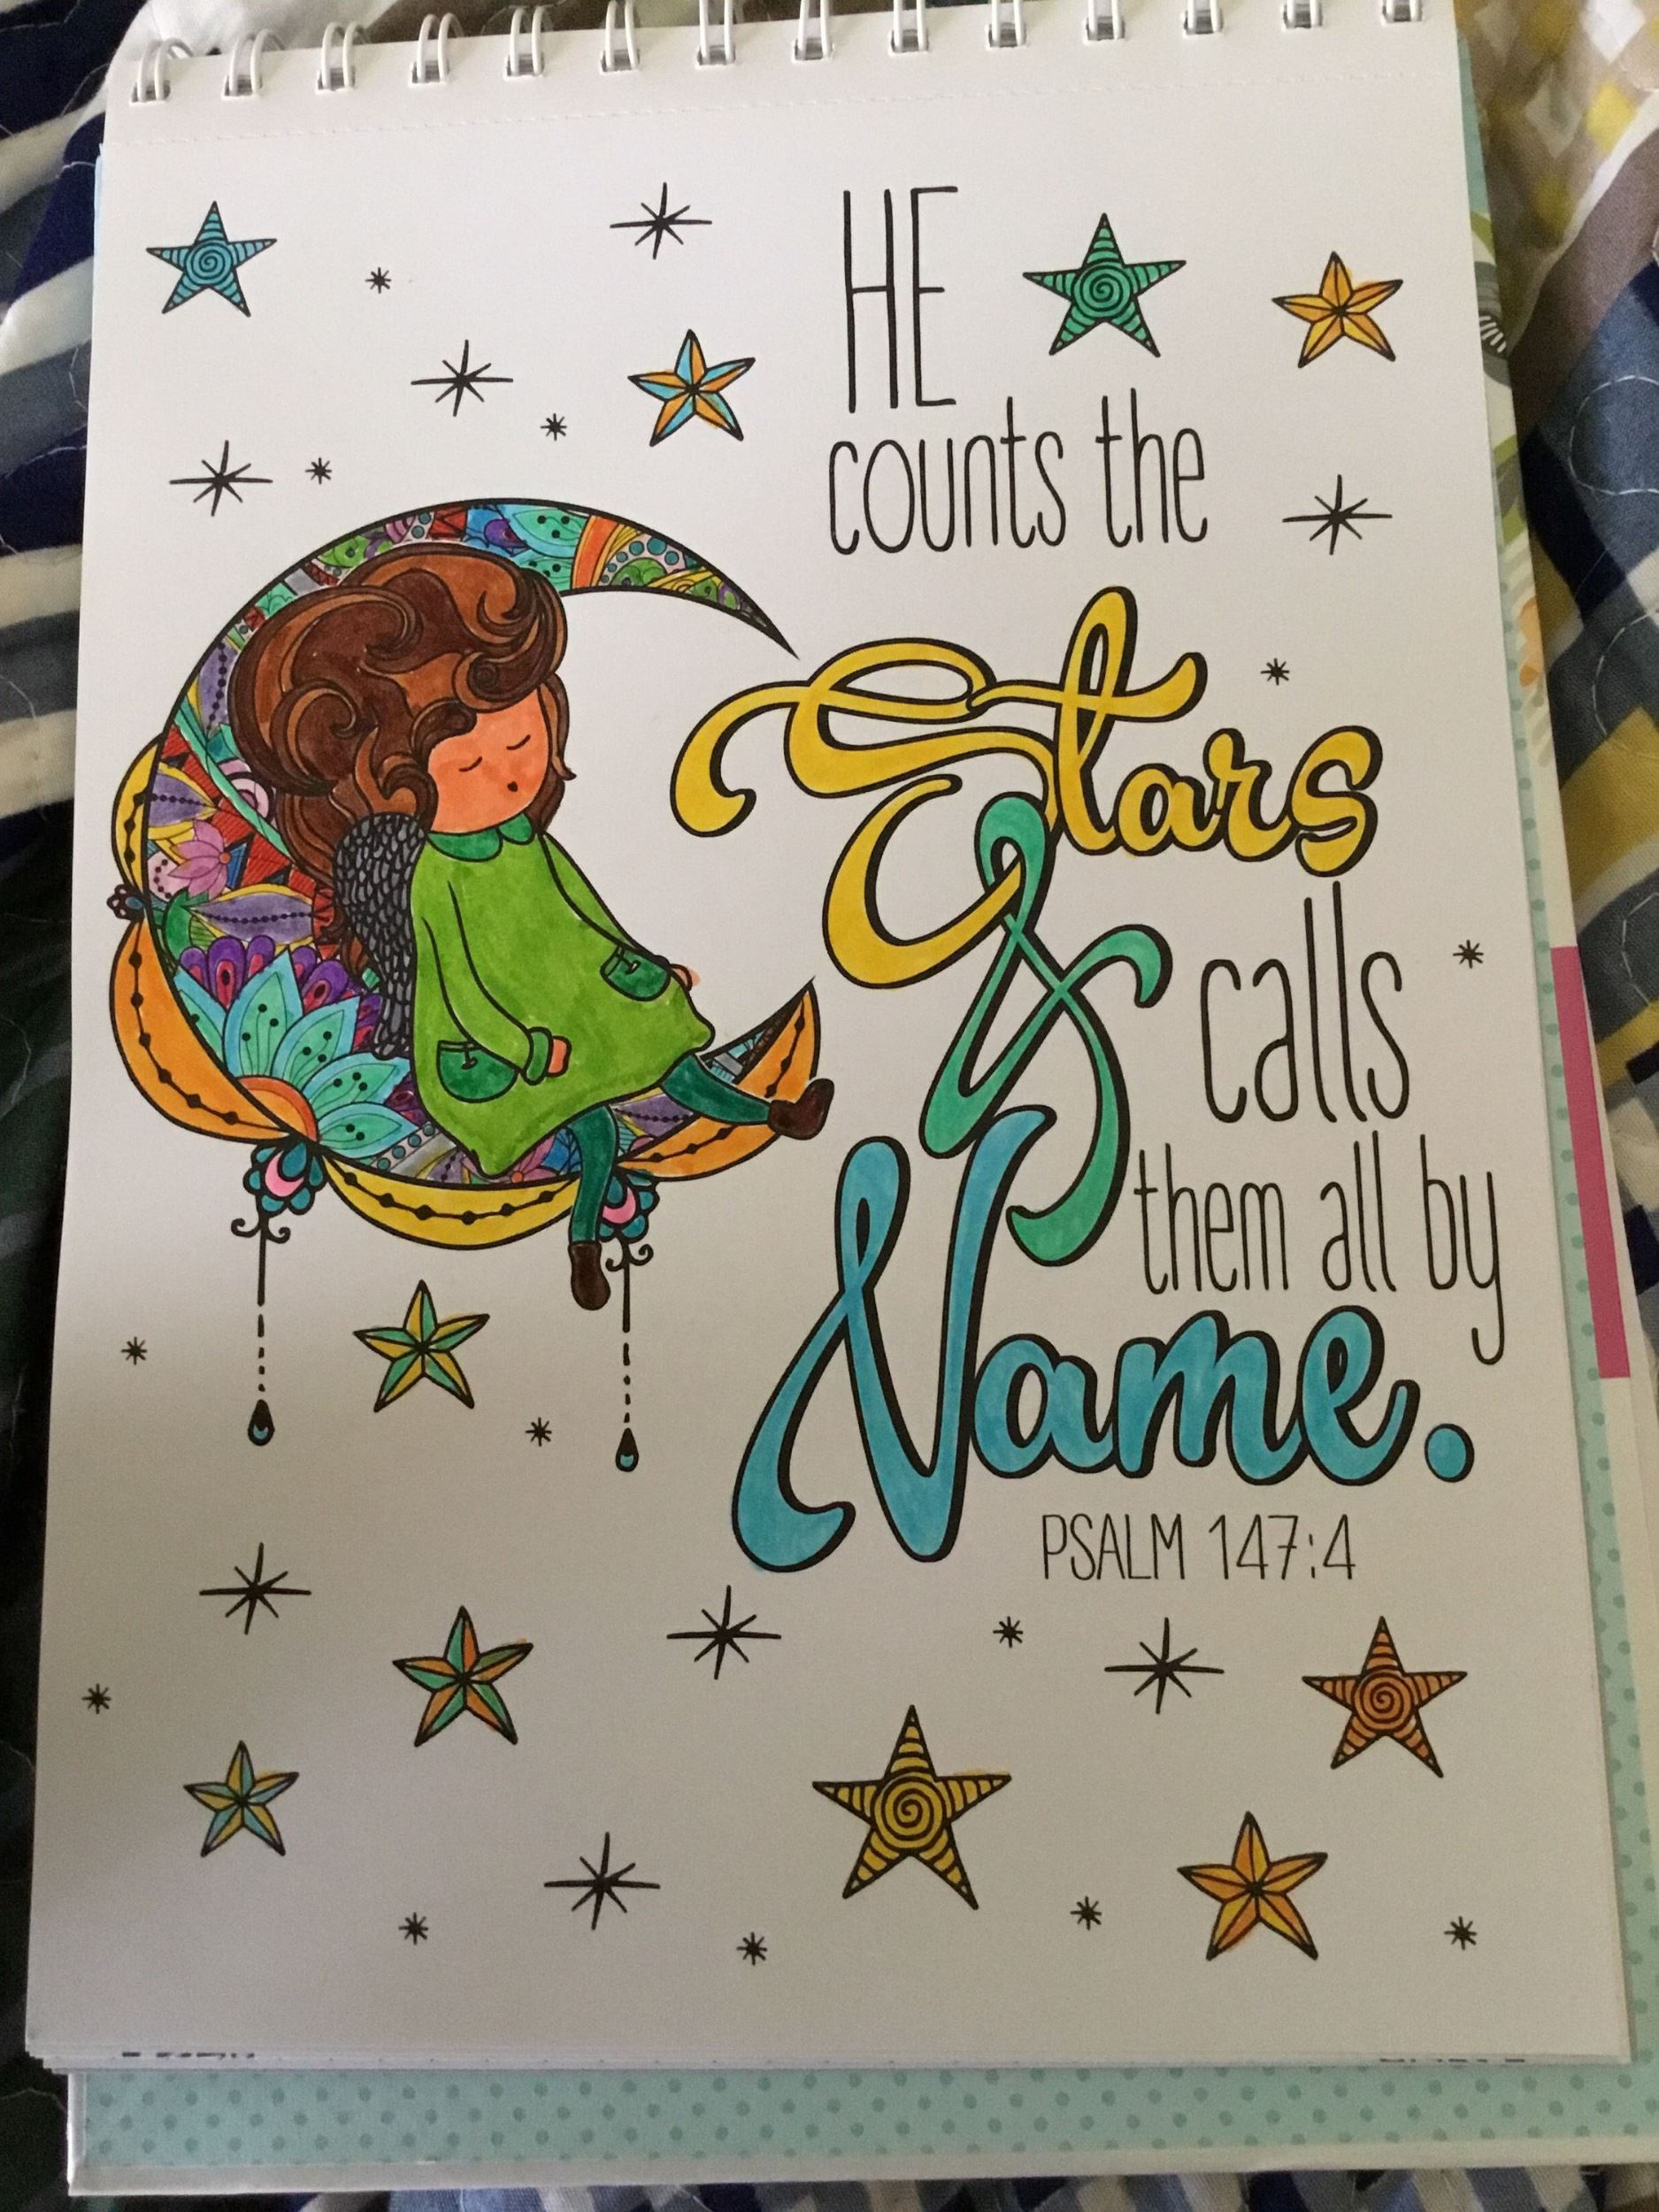 HE
counts the
Stars
& calls
them all by
Name.
PSALM 147:4